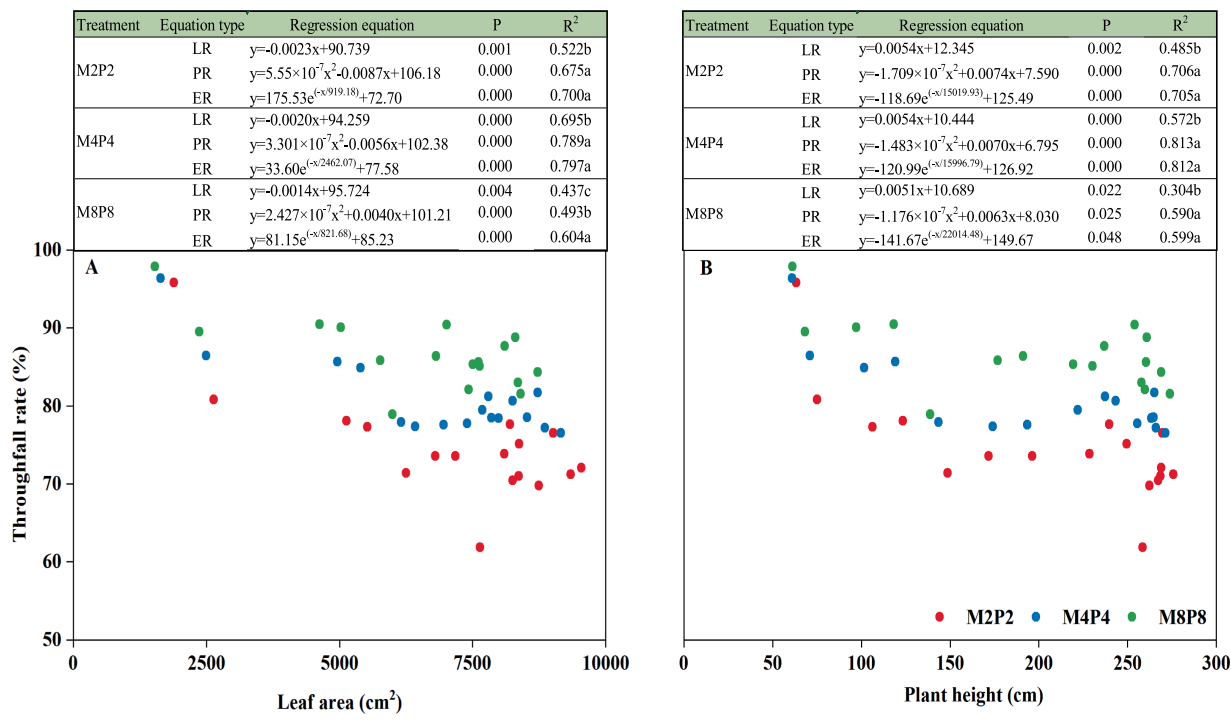 Treatment Equation type Regression equation P R²
M2P2
LR y=-0.0023x+90.739 0.001 0.522b
PR y=5.55×10⁻⁷x²-0.0087x+106.18 0.000 0.675a
ER y=175.53e^(-x/919.18)+72.70 0.000 0.700a
M4P4
LR y=-0.0020x+94.259 0.000 0.695b
PR y=3.301×10⁻⁷x²-0.0056x+102.38 0.000 0.789a
ER y=33.60e^(-x/2462.07)+77.58 0.000 0.797a
M8P8
LR y=-0.0014x+95.724 0.004 0.437c
PR y=2.427×10⁻⁷x²+0.0040x+101.21 0.000 0.493b
ER y=81.15e^(-x/821.68)+85.23 0.000 0.604a
Treatment Equation type Regression equation P R²
M2P2
LR y=0.0054x+12.345 0.002 0.485b
PR y=-1.709×10⁻⁷x²+0.0074x+7.590 0.000 0.706a
ER y=-118.69e^(-x/15019.93)+125.49 0.000 0.705a
M4P4
LR y=0.0054x+10.444 0.000 0.572b
PR y=-1.483×10⁻⁷x²+0.0070x+6.795 0.000 0.813a
ER y=-120.99e^(-x/15996.79)+126.92 0.000 0.812a
M8P8
LR y=0.0051x+10.689 0.022 0.304b
PR y=-1.176×10⁻⁷x²+0.0063x+8.030 0.025 0.590a
ER y=-141.67e^(-x/22014.48)+149.67 0.048 0.599a
A
B
Throughfall rate (%)
100
90
80
70
60
50
0 2500 5000 7500 10000
Leaf area (cm²)
M2P2 M4P4 M8P8
0 50 100 150 200 250 300
Plant height (cm)